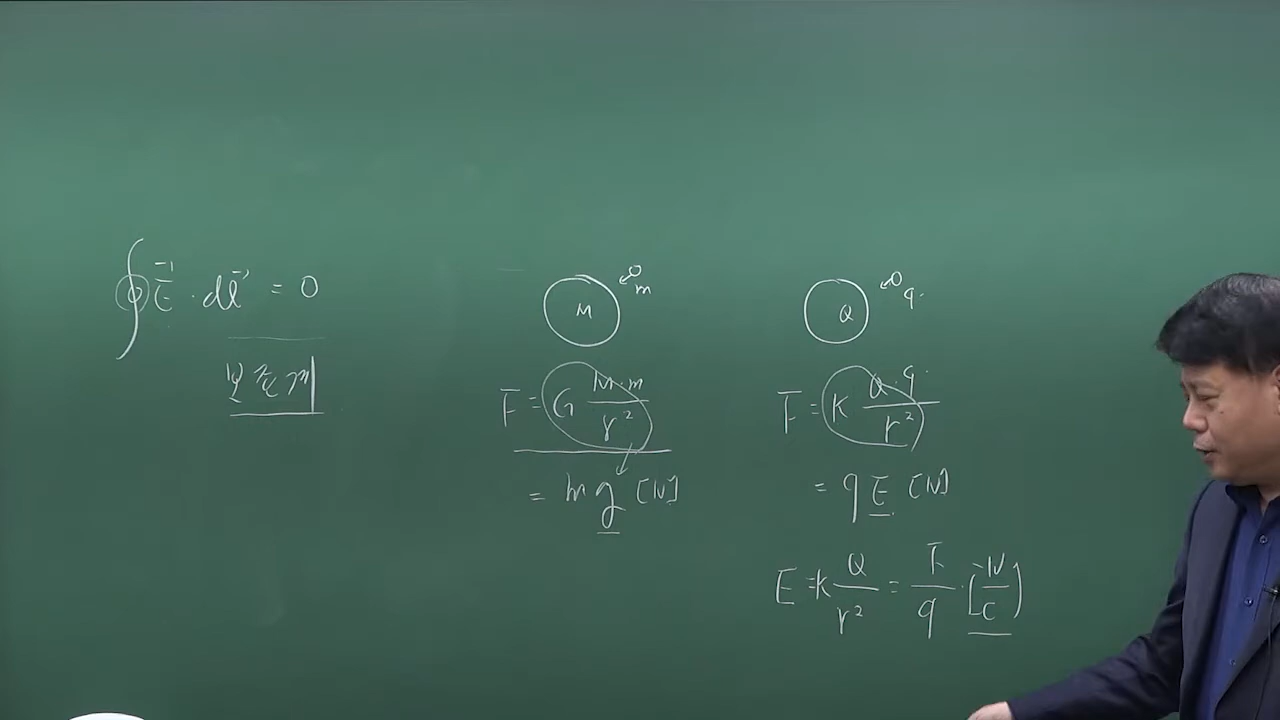 ∮ E⃗ · dl⃗ = 0
보존계
M m
F = G M·m / r²
= mg [N]
Q q
F = K Q·q / r²
= qE [N]
E = K Q / r² = F / q [N / C]